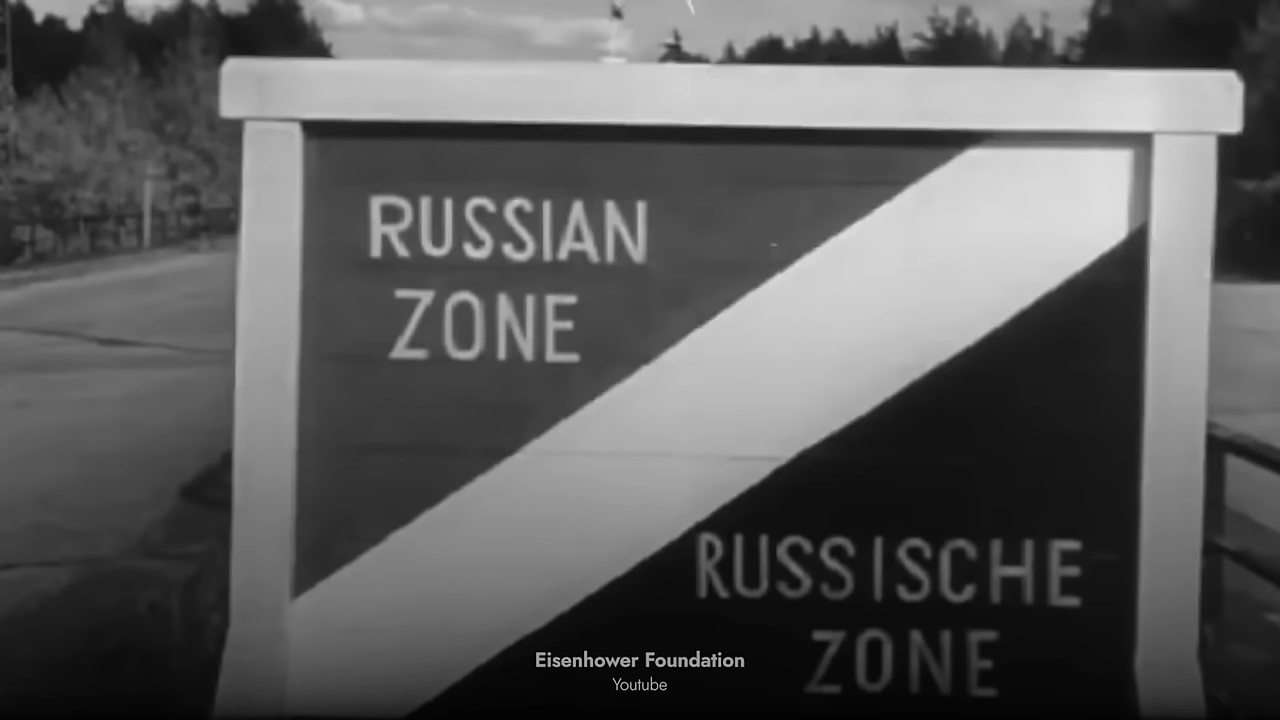 RUSSIAN
ZONE
RUSSISCHE
ZONE
Eisenhower Foundation
Youtube